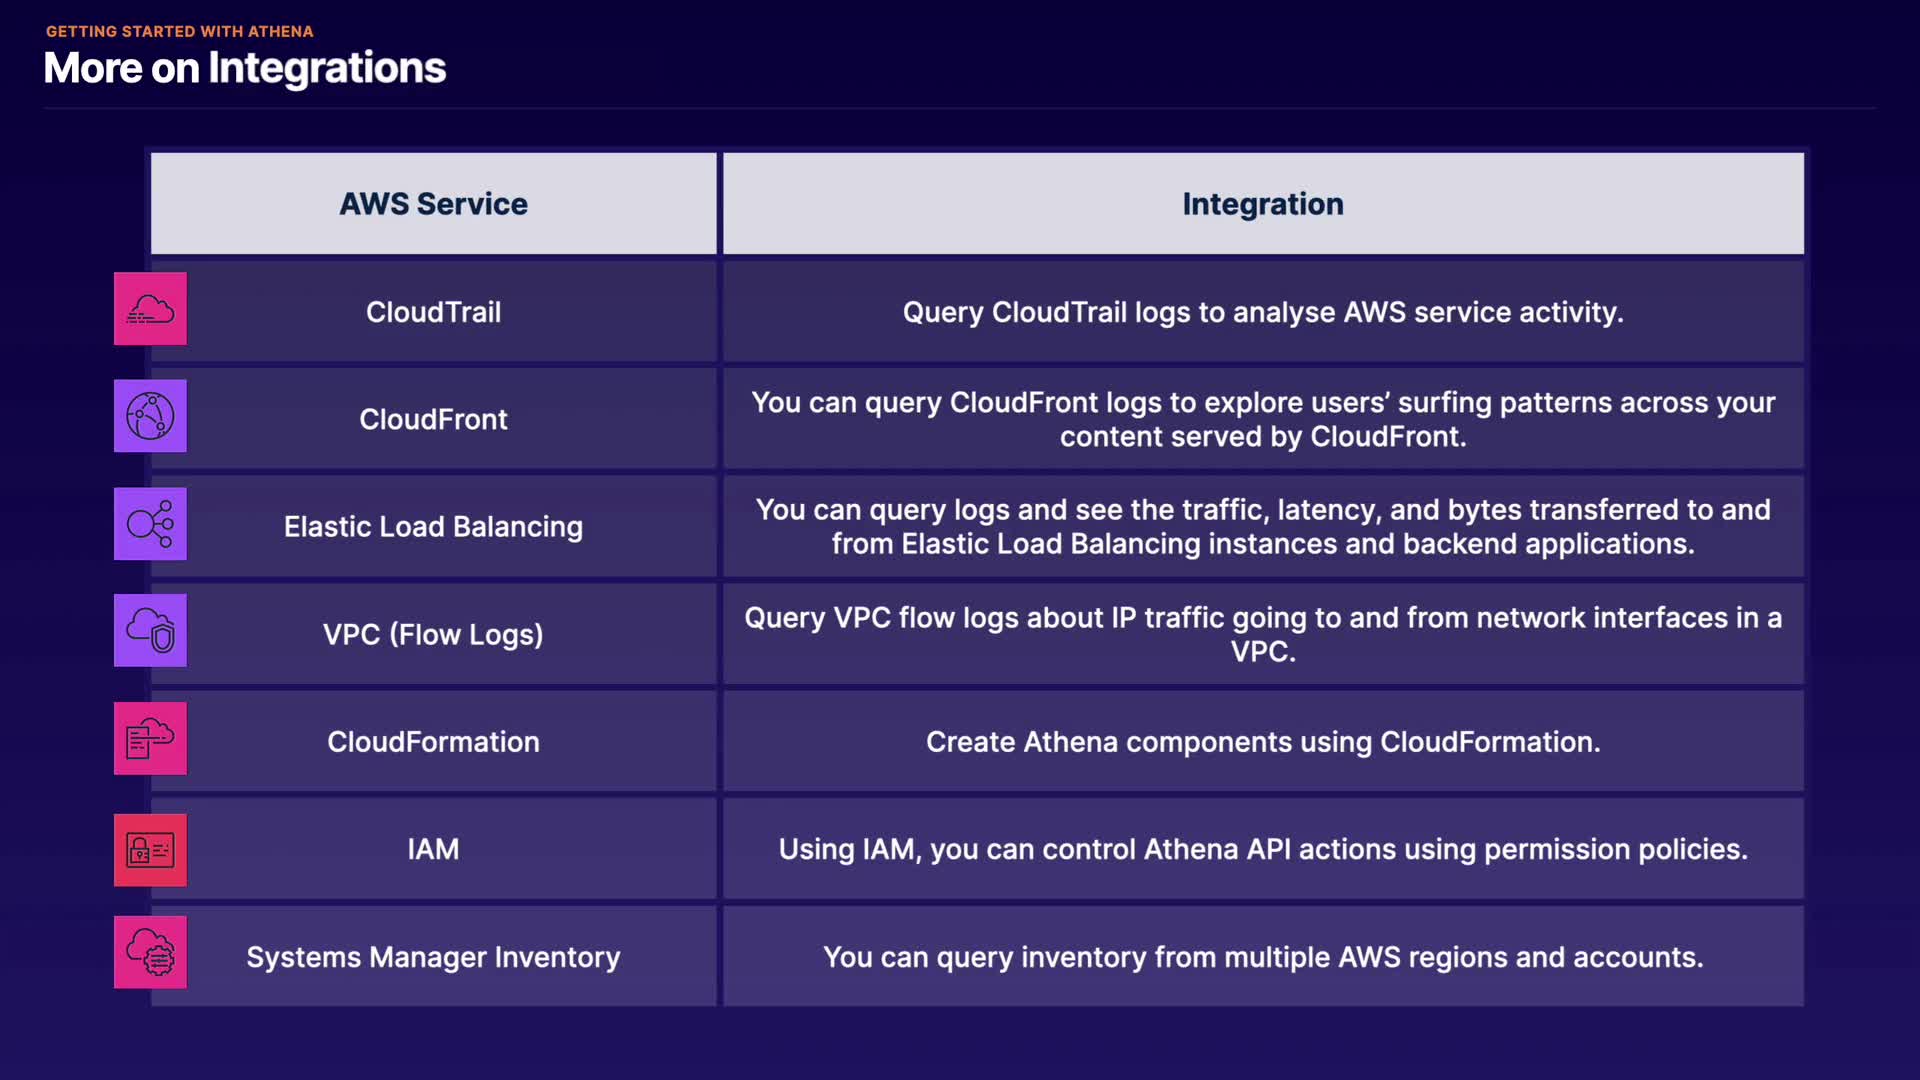 GETTING STARTED WITH ATHENA
More on Integrations
AWS Service
Integration
CloudTrail
Query CloudTrail logs to analyse AWS service activity.
CloudFront
You can query CloudFront logs to explore users’ surfing patterns across your
content served by CloudFront.
Elastic Load Balancing
You can query logs and see the traffic, latency, and bytes transferred to and
from Elastic Load Balancing instances and backend applications.
VPC (Flow Logs)
Query VPC flow logs about IP traffic going to and from network interfaces in a
VPC.
CloudFormation
Create Athena components using CloudFormation.
IAM
Using IAM, you can control Athena API actions using permission policies.
Systems Manager Inventory
You can query inventory from multiple AWS regions and accounts.